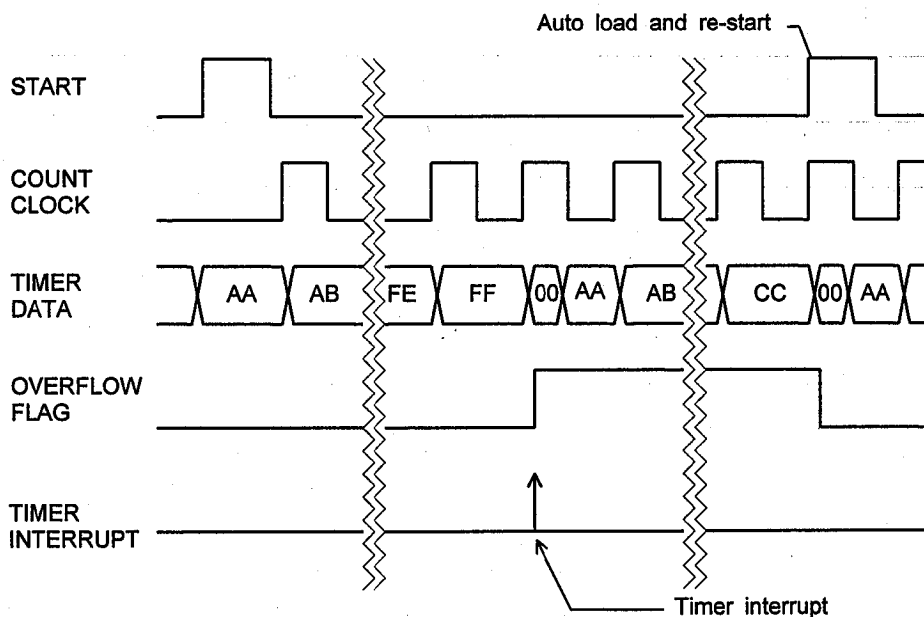 Auto load and re-start
START
COUNT
CLOCK
TIMER
DATA
AA AB FE FF 00 AA AB CC 00 AA
OVERFLOW
FLAG
TIMER
INTERRUPT
Timer interrupt